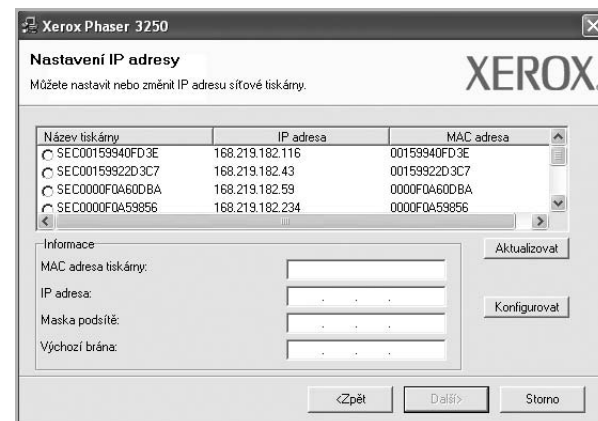 Xerox Phaser 3250
Nastavení IP adresy
Můžete nastavit nebo změnit IP adresu síťové tiskárny.
XEROX.
Název tiskárny IP adresa MAC adresa
SEC00159940FD3E 168.219.182.116 00159940FD3E
SEC00159922D3C7 168.219.182.43 00159922D3C7
SEC0000F0A60DBA 168.219.182.59 0000F0A60DBA
SEC0000F0A59856 168.219.182.234 0000F0A59856
Informace
Aktualizovat
MAC adresa tiskárny:
IP adresa:
Konfigurovat
Maska podsítě:
Výchozí brána:
<Zpět Další> Storno